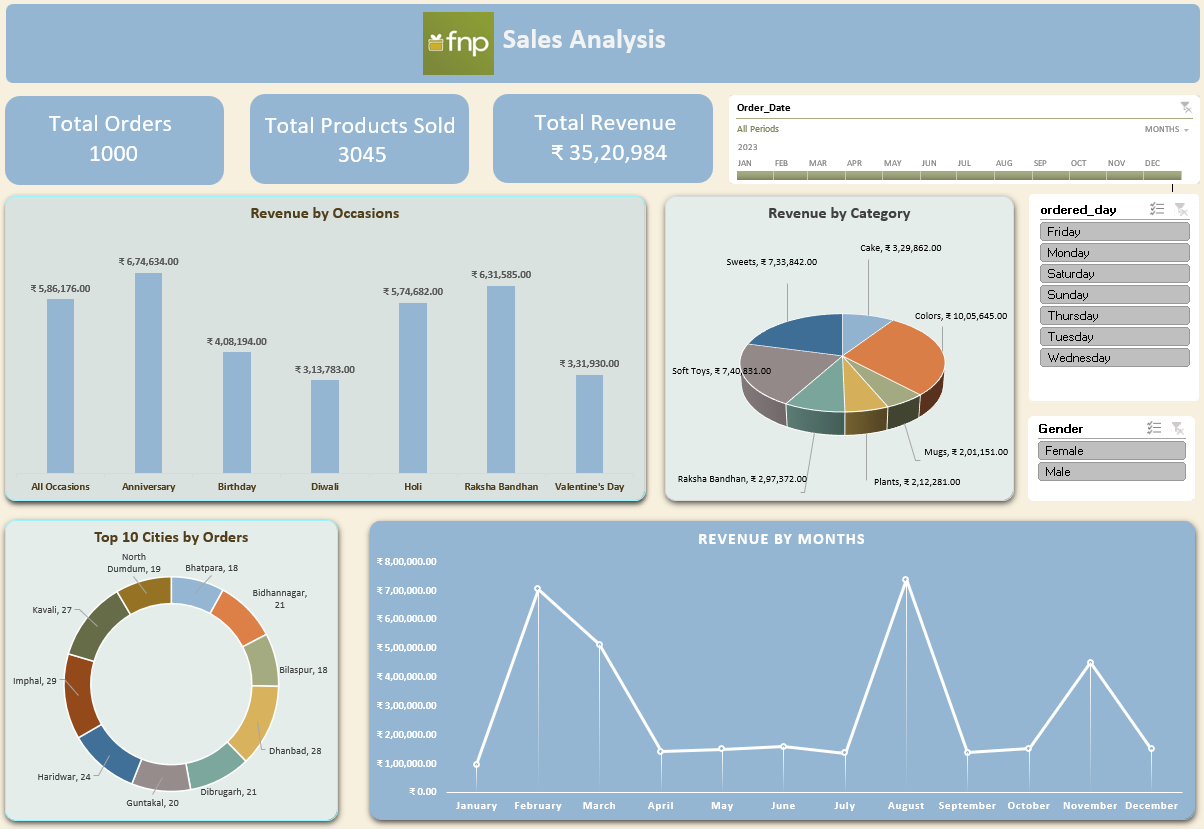 fnp
Sales Analysis
Total Orders
1000
Total Products Sold
3045
Total Revenue
₹ 35,20,984
Order_Date
All Periods
MONTHS
2023
JAN FEB MAR APR MAY JUN JUL AUG SEP OCT NOV DEC
Revenue by Occasions
₹ 5,86,176.00
₹ 6,74,634.00
₹ 4,08,194.00
₹ 3,13,783.00
₹ 5,74,682.00
₹ 6,31,585.00
₹ 3,31,930.00
All Occasions Anniversary Birthday Diwali Holi Raksha Bandhan Valentine's Day
Revenue by Category
Cake, ₹ 3,29,862.00
Sweets, ₹ 7,33,842.00
Colors, ₹ 10,05,645.00
Soft Toys, ₹ 7,40,831.00
Mugs, ₹ 2,01,151.00
Raksha Bandhan, ₹ 2,97,372.00
Plants, ₹ 2,12,281.00
ordered_day
Friday
Monday
Saturday
Sunday
Thursday
Tuesday
Wednesday
Gender
Female
Male
Top 10 Cities by Orders
North
Dumdum, 19
Bhatpara, 18
Bidhannagar,
21
Kavali, 27
Bilaspur, 18
Imphal, 29
Dhanbad, 28
Haridwar, 24
Dibrugarh, 21
Guntakal, 20
REVENUE BY MONTHS
₹ 8,00,000.00
₹ 7,00,000.00
₹ 6,00,000.00
₹ 5,00,000.00
₹ 4,00,000.00
₹ 3,00,000.00
₹ 2,00,000.00
₹ 1,00,000.00
₹ 0.00
January February March April May June July August September October November December